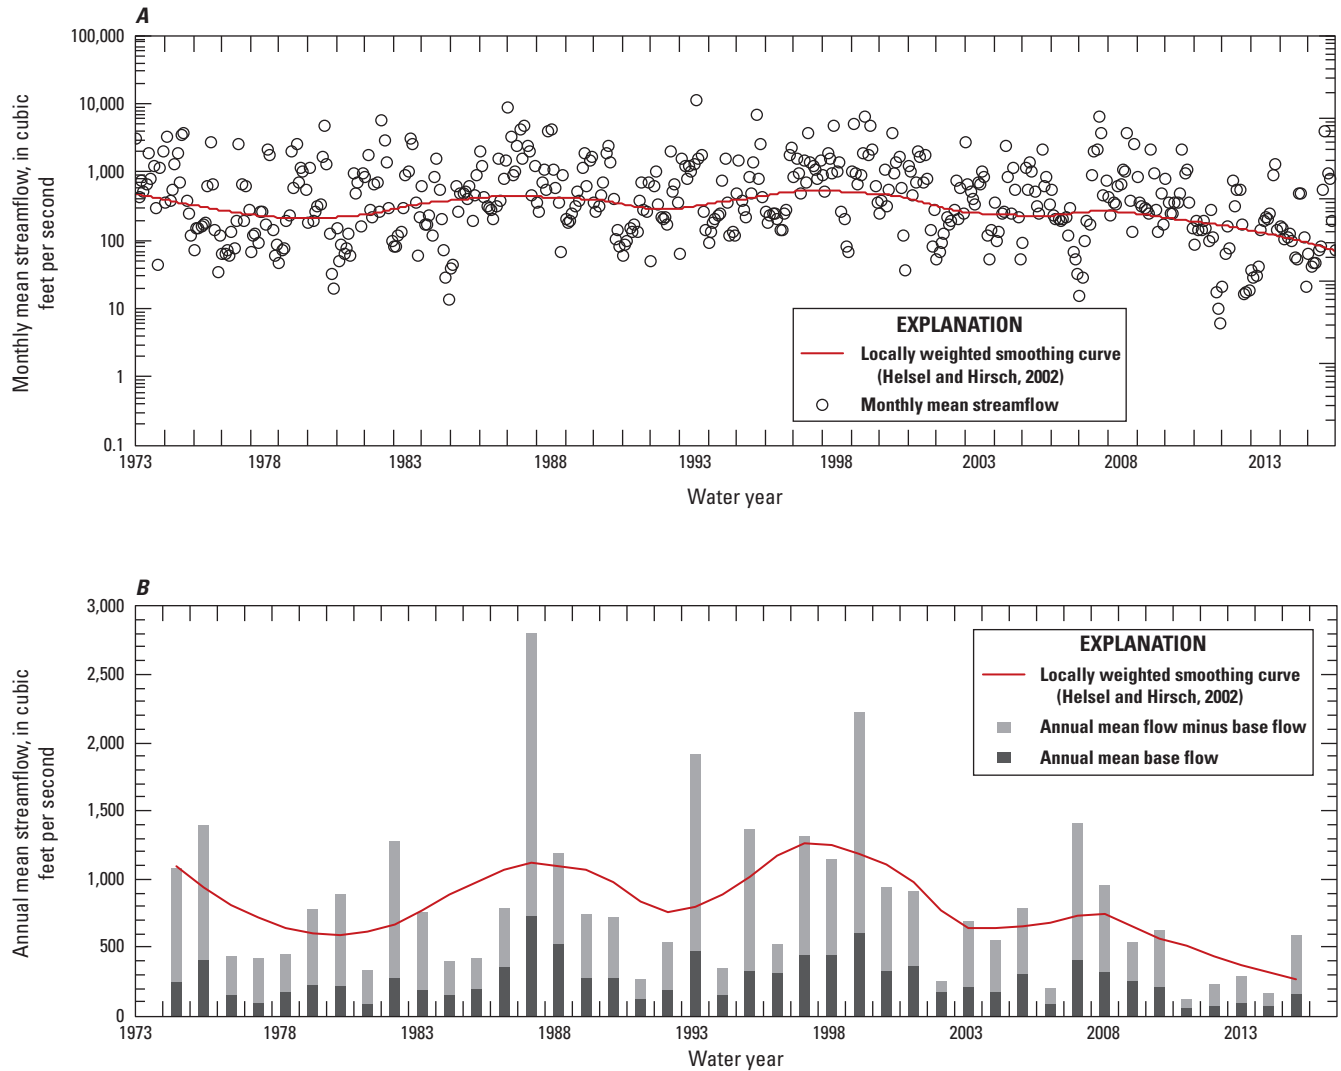 A
Monthly mean streamflow, in cubic
feet per second
100,000
10,000
1,000
100
10
1
0.1
EXPLANATION
Locally weighted smoothing curve
(Helsel and Hirsch, 2002)
Monthly mean streamflow
1973 1978 1983 1988 1993 1998 2003 2008 2013
Water year
B
Annual mean streamflow, in cubic
feet per second
3,000
2,500
2,000
1,500
1,000
500
0
EXPLANATION
Locally weighted smoothing curve
(Helsel and Hirsch, 2002)
Annual mean flow minus base flow
Annual mean base flow
1973 1978 1983 1988 1993 1998 2003 2008 2013
Water year